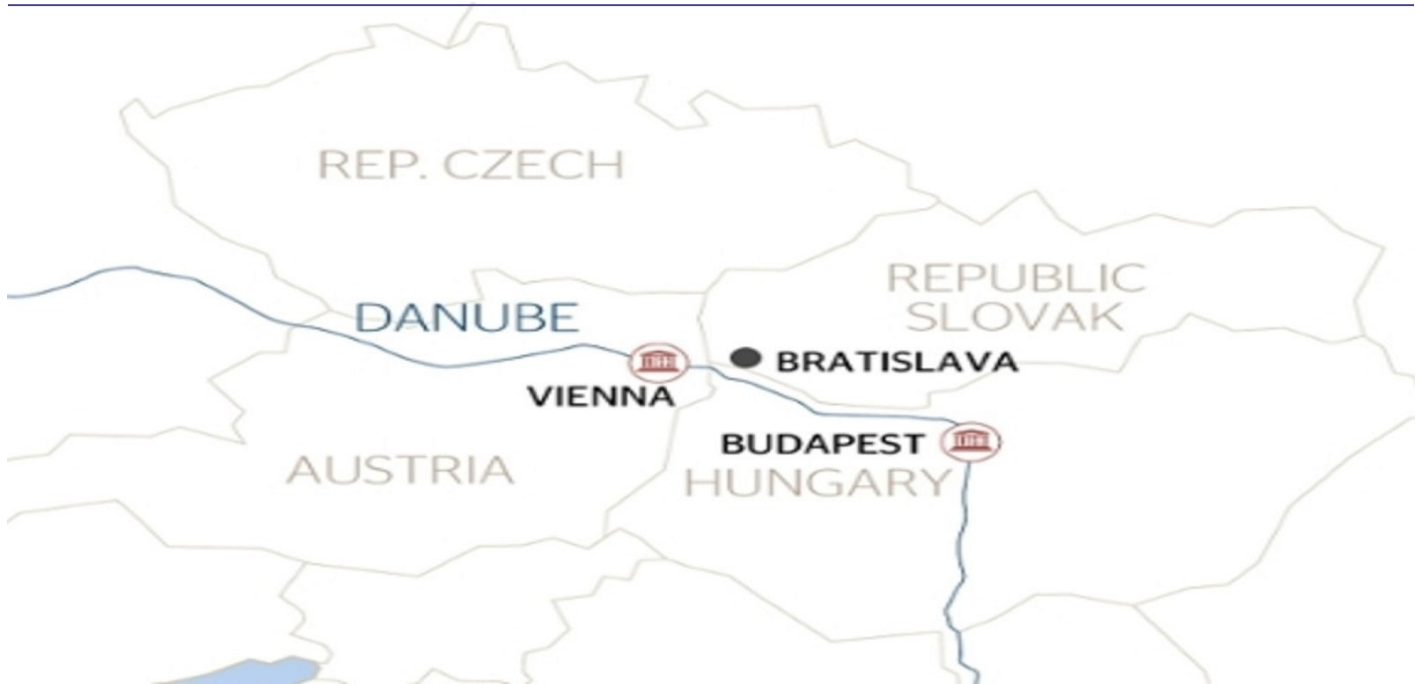 REP. CZECH
REPUBLIC
SLOVAK
DANUBE
BRATISLAVA
VIENNA
BUDAPEST
AUSTRIA
HUNGARY